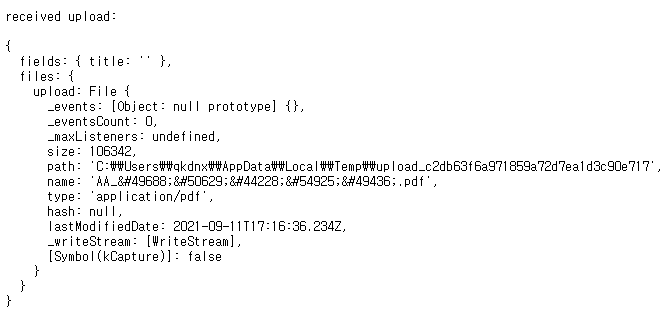 received upload:
{
fields: { title: '' },
files: {
upload: File {
_events: [Object: null prototype] {},
_eventsCount: 0,
_maxListeners: undefined,
size: 106342,
path: 'C:₩₩Users₩₩qkdnx₩₩AppData₩₩Local₩₩Temp₩₩upload_c2db63f6a971859a72d7ea1d3c90e717',
name: 'AA_&#49688;&#50629;&#44228;&#54925;&#49436;.pdf',
type: 'application/pdf',
hash: null,
lastModifiedDate: 2021-09-11T17:16:36.234Z,
_writeStream: [WriteStream],
[Symbol(kCapture)]: false
}
}
}